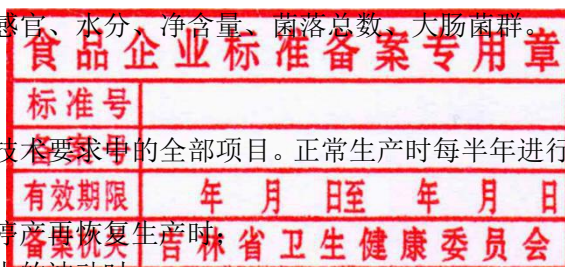 感官、水分、净含量、菌落总数、大肠菌群。
食品企业标准备案专用章
标准号
技术要求中的全部项目。正常生产时每半年进行
备案号
有效期限 年 月 日至 年 月 日
停产再恢复生产时；
备案机关 吉林省卫生健康委员会